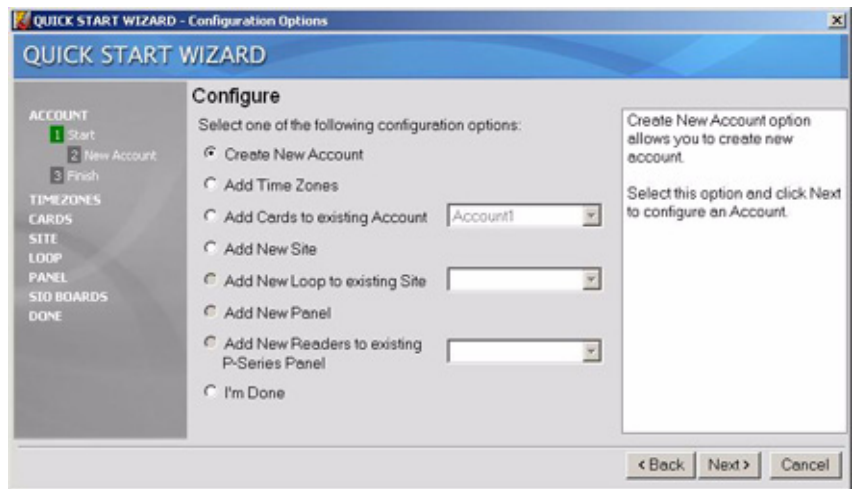 QUICK START WIZARD - Configuration Options
QUICK START WIZARD
ACCOUNT
1 Start
2 New Account
3 Finish
TIMEZONES
CARDS
SITE
LOOP
PANEL
SIO BOARDS
DONE
Configure
Select one of the following configuration options:
Create New Account
Add Time Zones
Add Cards to existing Account Account1
Add New Site
Add New Loop to existing Site
Add New Panel
Add New Readers to existing
P-Series Panel
I'm Done
Create New Account option
allows you to create new
account.
Select this option and click Next
to configure an Account.
< Back Next > Cancel